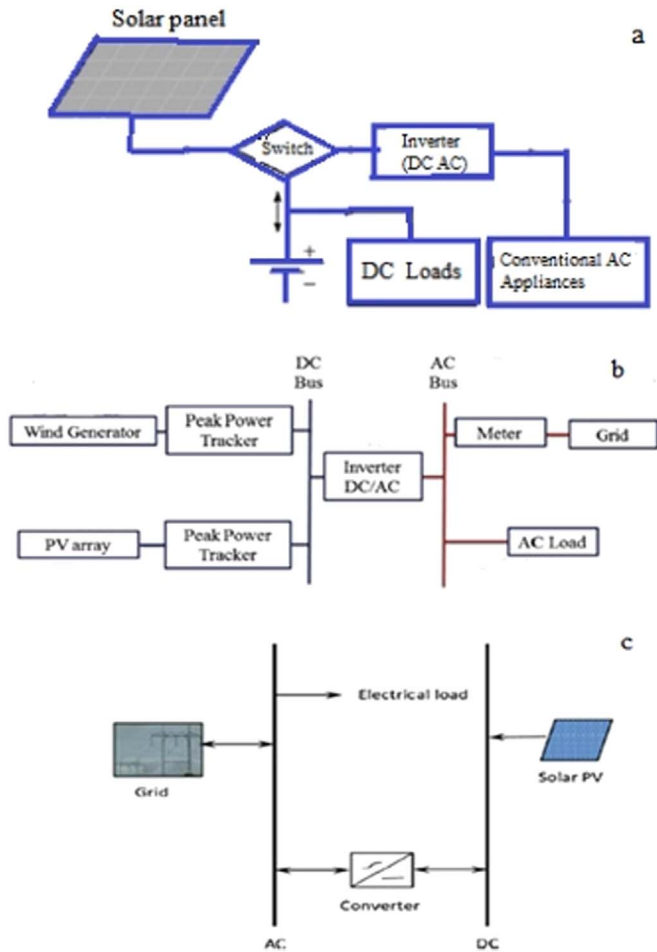 Solar panel
a
Switch
Inverter
(DC AC)
+
−
DC Loads
Conventional AC
Appliances
b
DC
Bus
AC
Bus
Wind Generator
Peak Power
Tracker
Inverter
DC/AC
Meter
Grid
PV array
Peak Power
Tracker
AC Load
c
Electrical load
Grid
Solar PV
Converter
AC
DC